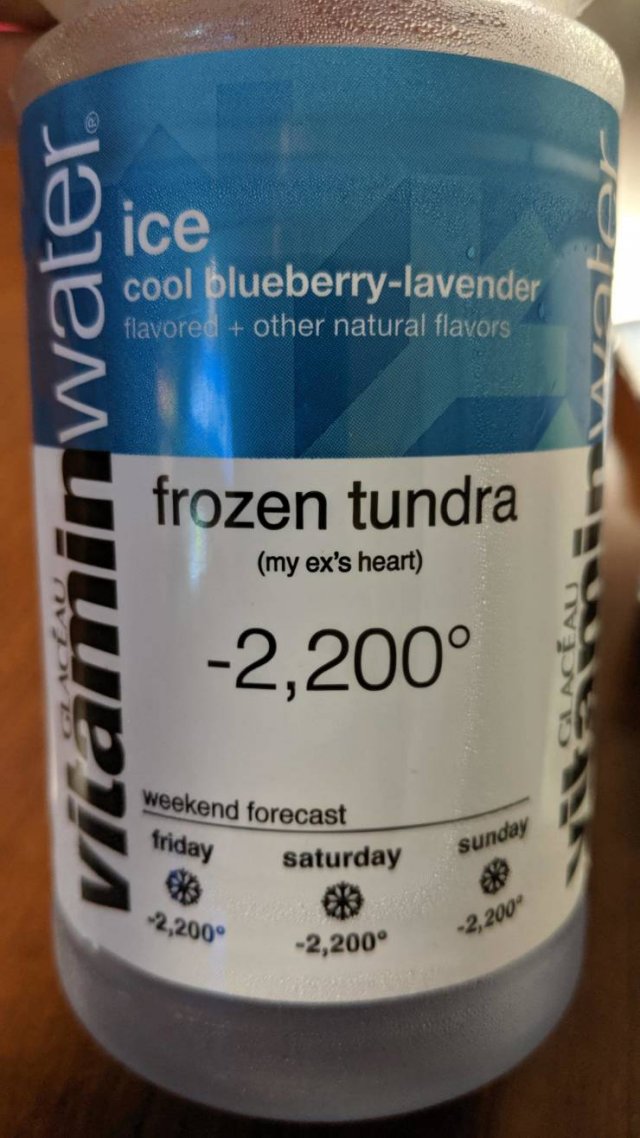 vitaminwater®
GLACÉAU
ice
cool blueberry-lavender
flavored + other natural flavors
frozen tundra
(my ex's heart)
-2,200°
weekend forecast
friday saturday sunday
-2,200° -2,200° -2,200°
GLACÉAU
vitaminwater